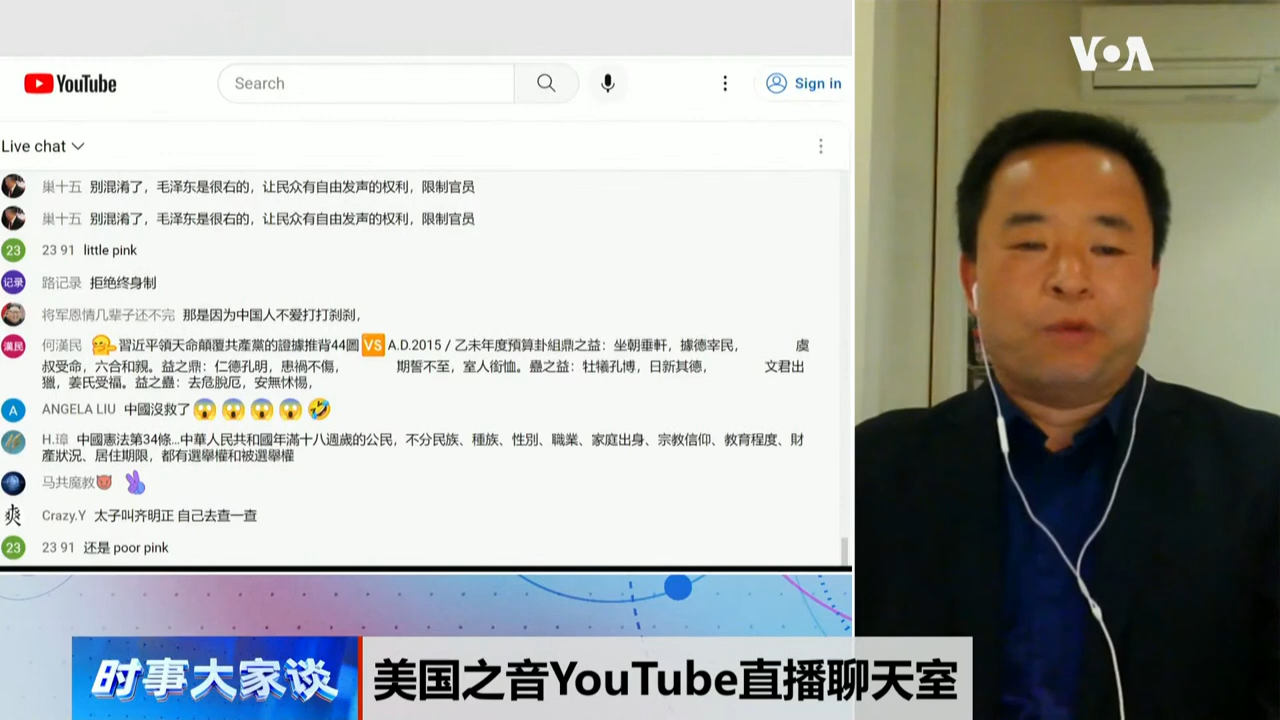 VOA
YouTube
Search
Sign in
Live chat
巢十五 别混淆了，毛泽东是很右的，让民众有自由发声的权利，限制官员
巢十五 别混淆了，毛泽东是很右的，让民众有自由发声的权利，限制官员
23 23 91 little pink
记录 路记录 拒绝终身制
将军恩情几辈子还不完 那是因为中国人不爱打打刹刹，
漢民 何漢民 習近平領天命顛覆共產黨的證據推背44圖 VS A.D.2015 / 乙未年度預算卦組鼎之益：坐朝垂軒，據德宰民， 虞
叔受命，六合和親。益之鼎：仁德孔明，患禍不傷， 期誓不至，室人銜恤。蠱之益：牡犧孔博，日新其德， 文君出
獵，姜氏受福。益之蠱：去危脫厄，安無怵惕，
A ANGELA LIU 中國沒救了
H.璋 中國憲法第34條...中華人民共和國年滿十八週歲的公民，不分民族、種族、性別、職業、家庭出身、宗教信仰、教育程度、財
產狀況、居住期限，都有選舉權和被選舉權
马共魔教
爽 Crazy.Y 太子叫齐明正 自己去查一查
23 23 91 还是 poor pink
时事大家谈
美国之音YouTube直播聊天室